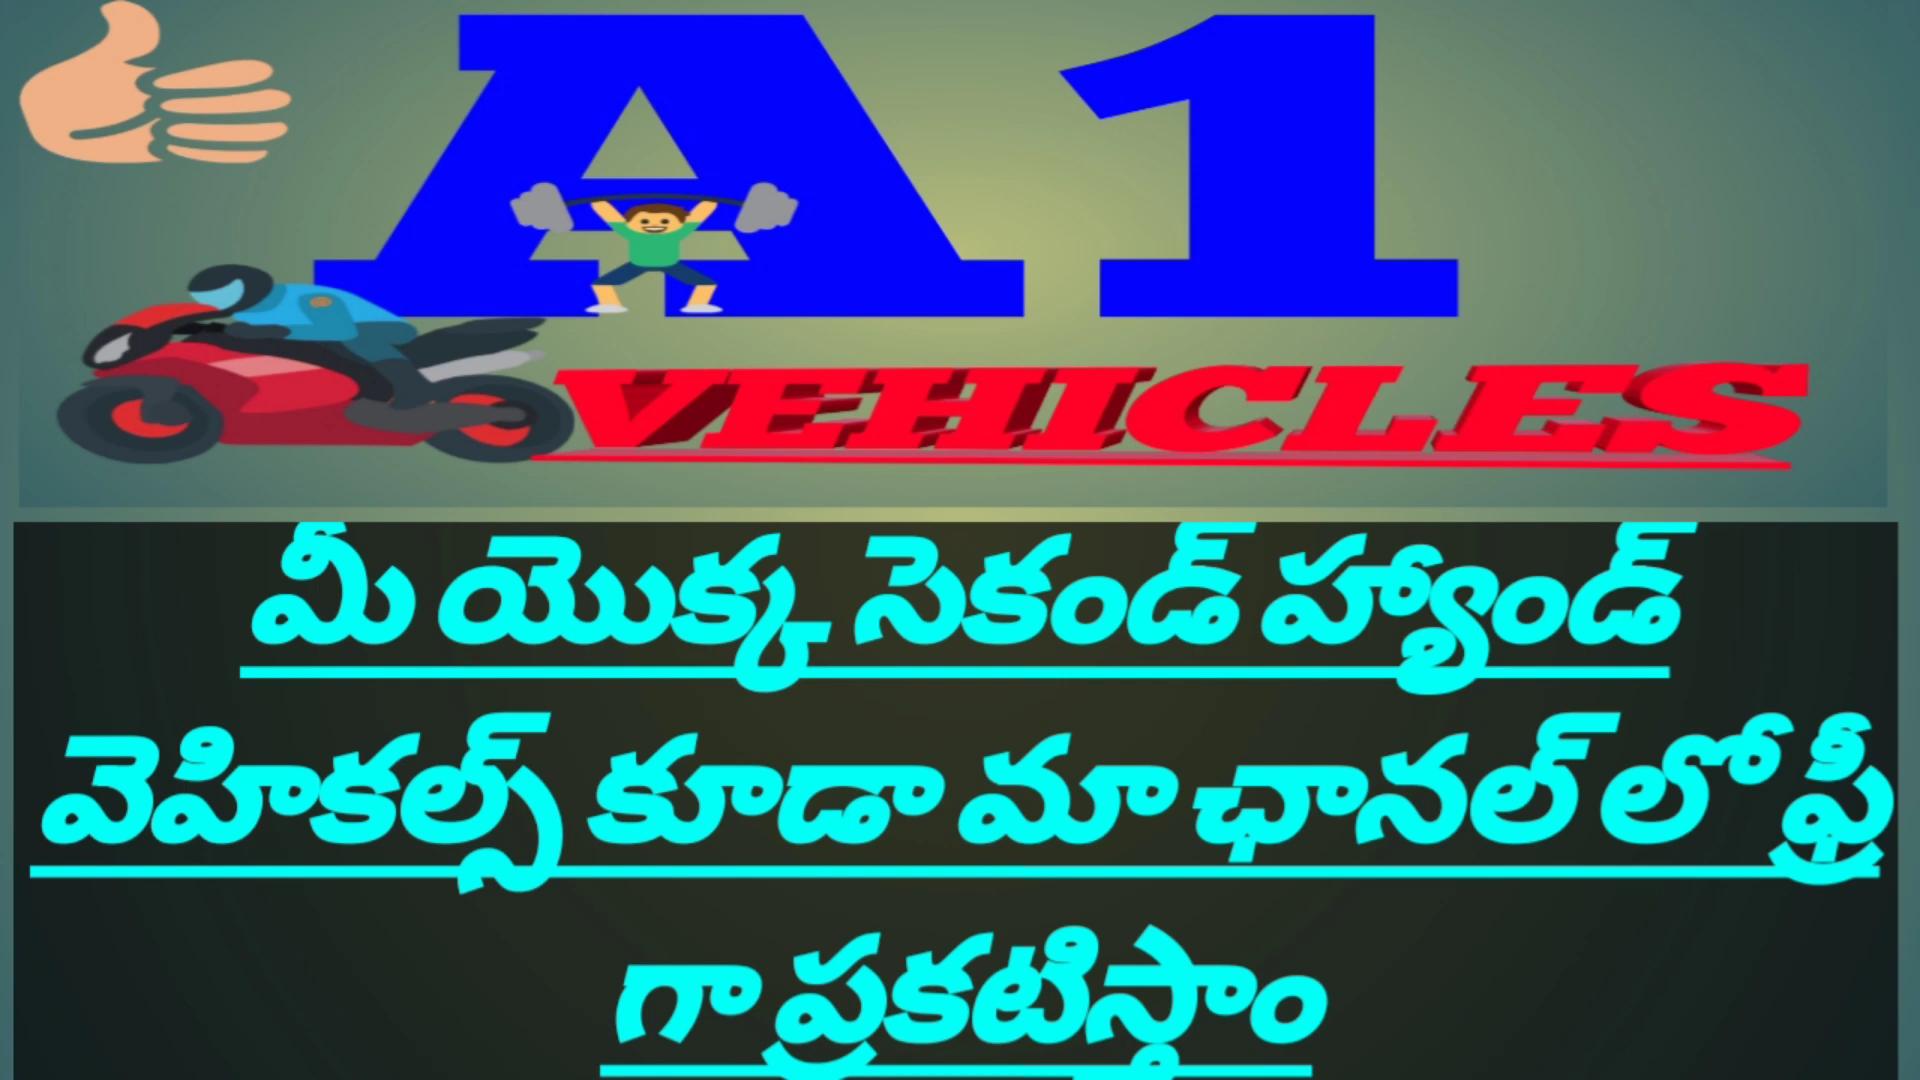 A1
VEHICLES
మీ యొక్క సెకండ్ హ్యాండ్
వెహికల్స్ కూడా మా ఛానల్ లో ఫ్రీ
గా ప్రకటిస్తాం